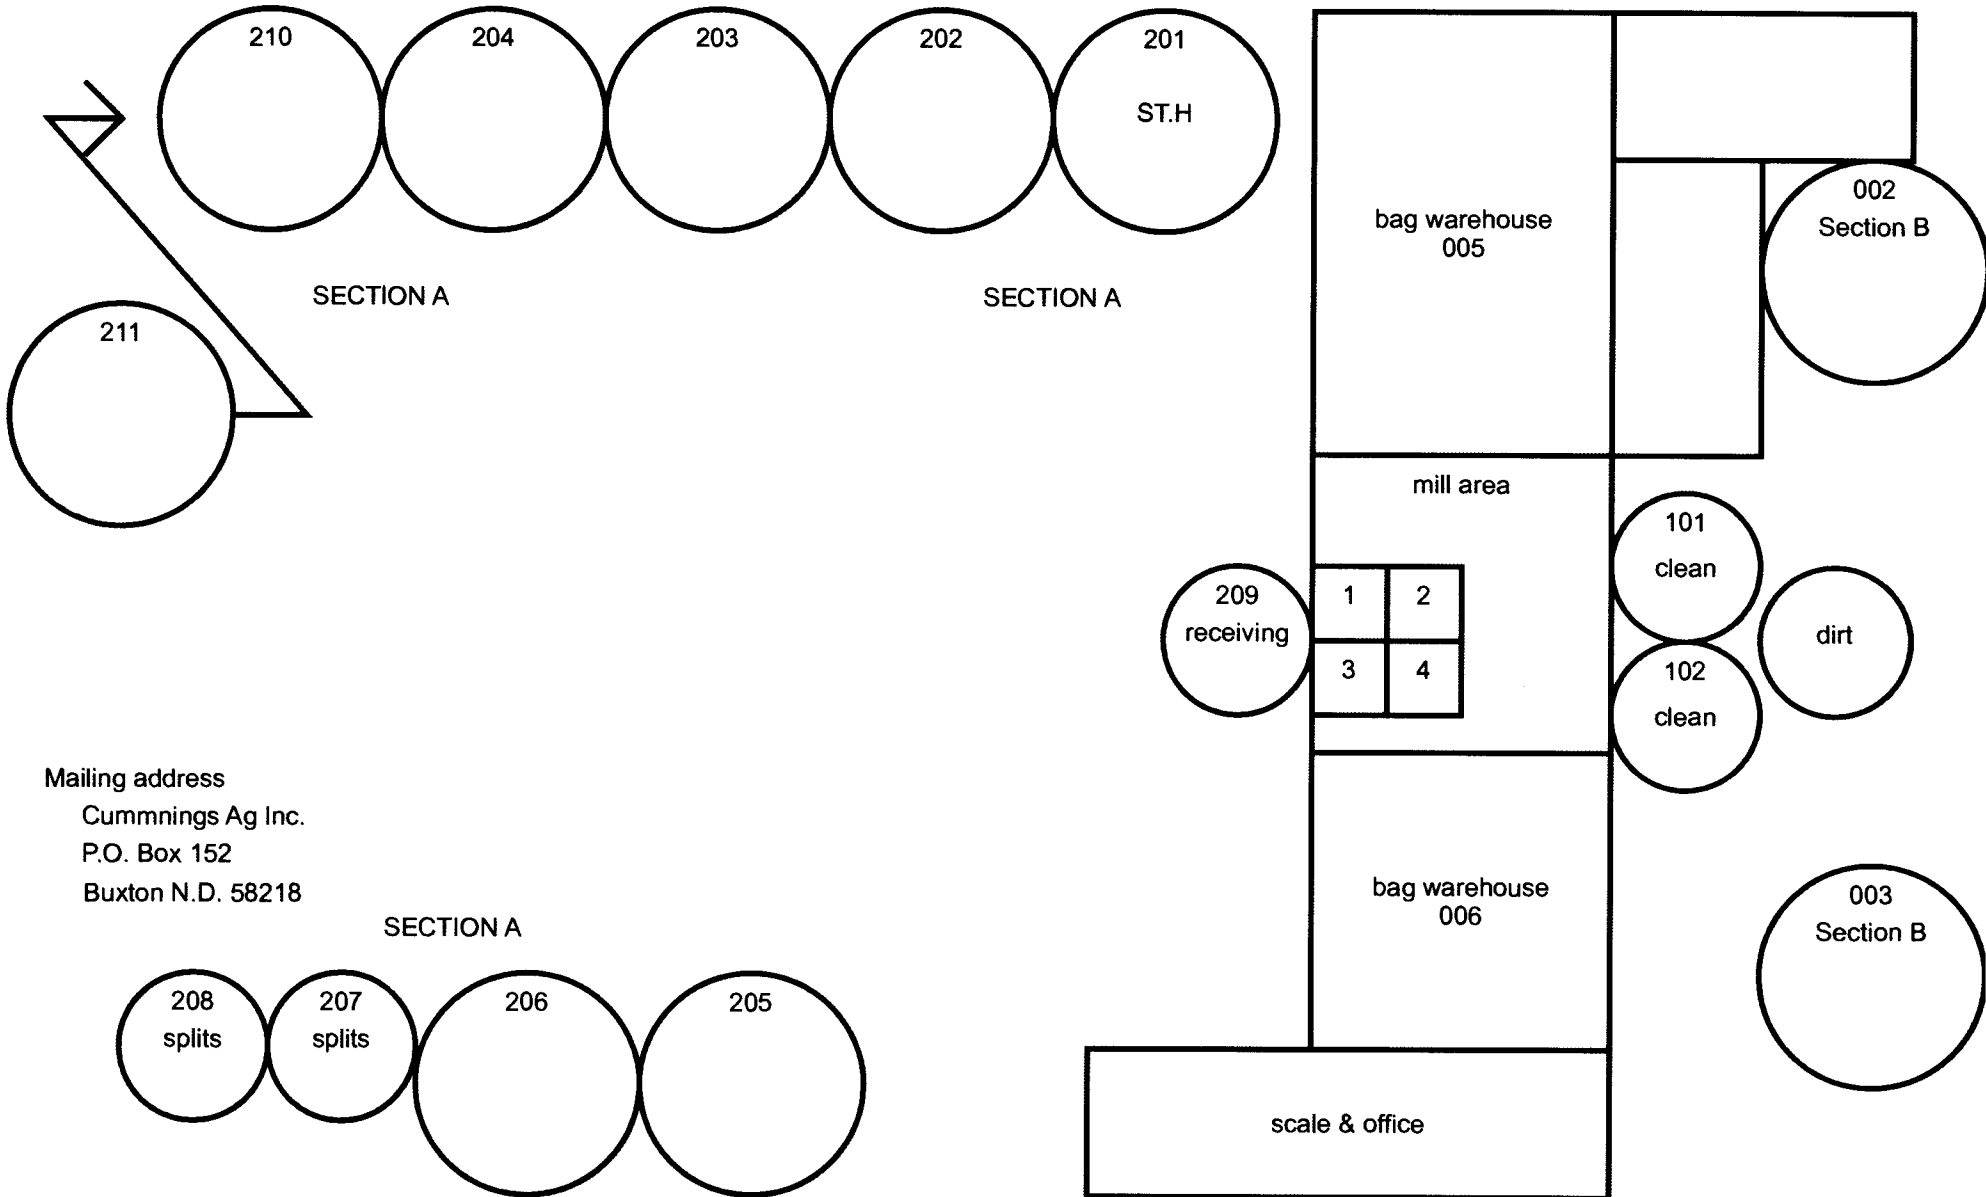 210
204
203
202
201
ST.H
SECTION A
SECTION A
211
bag warehouse
005
002
Section B
mill area
101
clean
209
receiving
1
2
3
4
102
clean
dirt
Mailing address
Cummnings Ag Inc.
P.O. Box 152
Buxton N.D. 58218
SECTION A
208
splits
207
splits
206
205
bag warehouse
006
003
Section B
scale & office